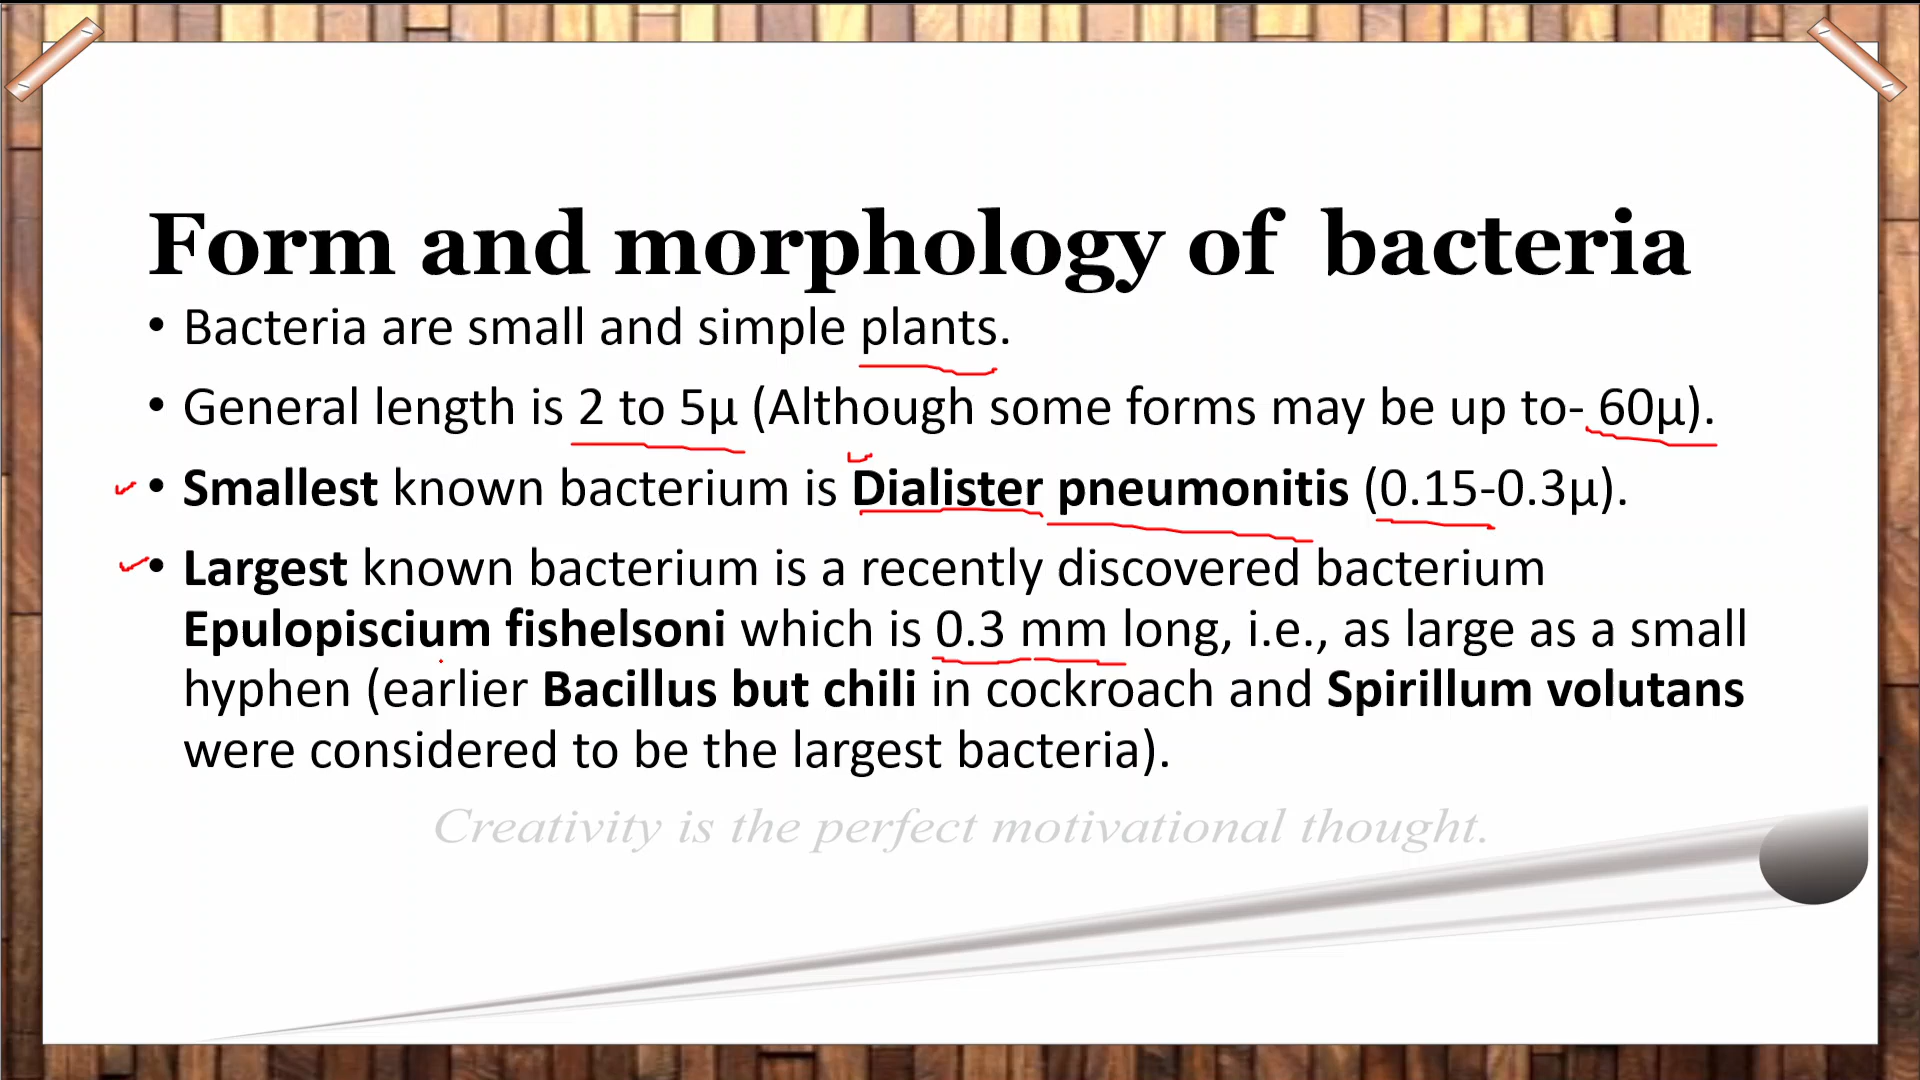 Form and morphology of bacteria
• Bacteria are small and simple plants.
• General length is 2 to 5µ (Although some forms may be up to- 60µ).
• Smallest known bacterium is Dialister pneumonitis (0.15-0.3µ).
• Largest known bacterium is a recently discovered bacterium
Epulopiscium fishelsoni which is 0.3 mm long, i.e., as large as a small
hyphen (earlier Bacillus but chili in cockroach and Spirillum volutans
were considered to be the largest bacteria).
Creativity is the perfect motivational thought.